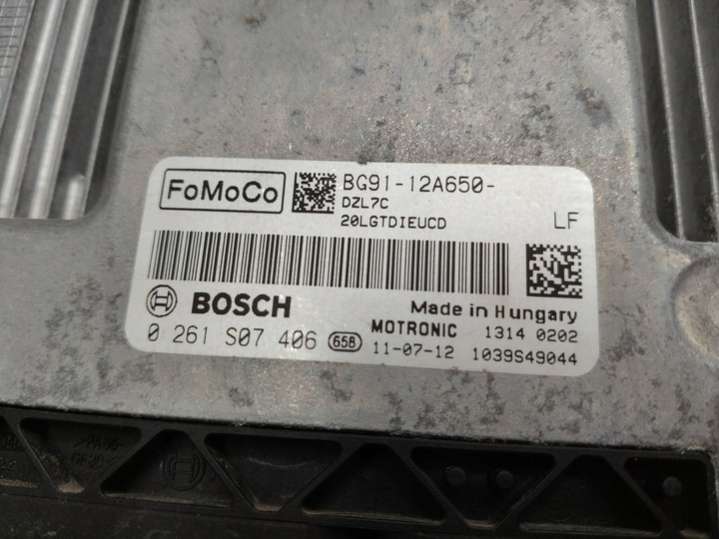 FoMoCo
BG91-12A650-
DZL7C
20LGTDIEUCD
LF
BOSCH
Made in Hungary
0 261 S07 406 658
MOTRONIC 1314 0202
11-07-12 1039S49044